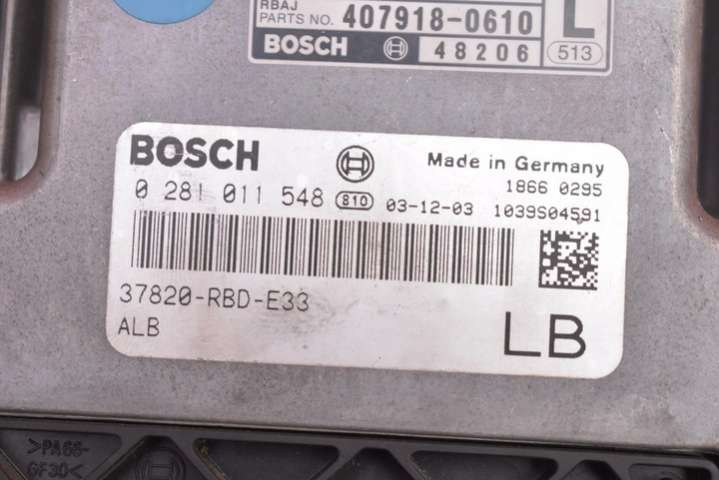 RBAJ
PARTS NO. 407918-0610
L
BOSCH 48206 513
BOSCH Made in Germany
1866 0295
0 281 011 548 810 03-12-03 1039S04591
37820-RBD-E33
ALB LB
>PA66-
GF30<